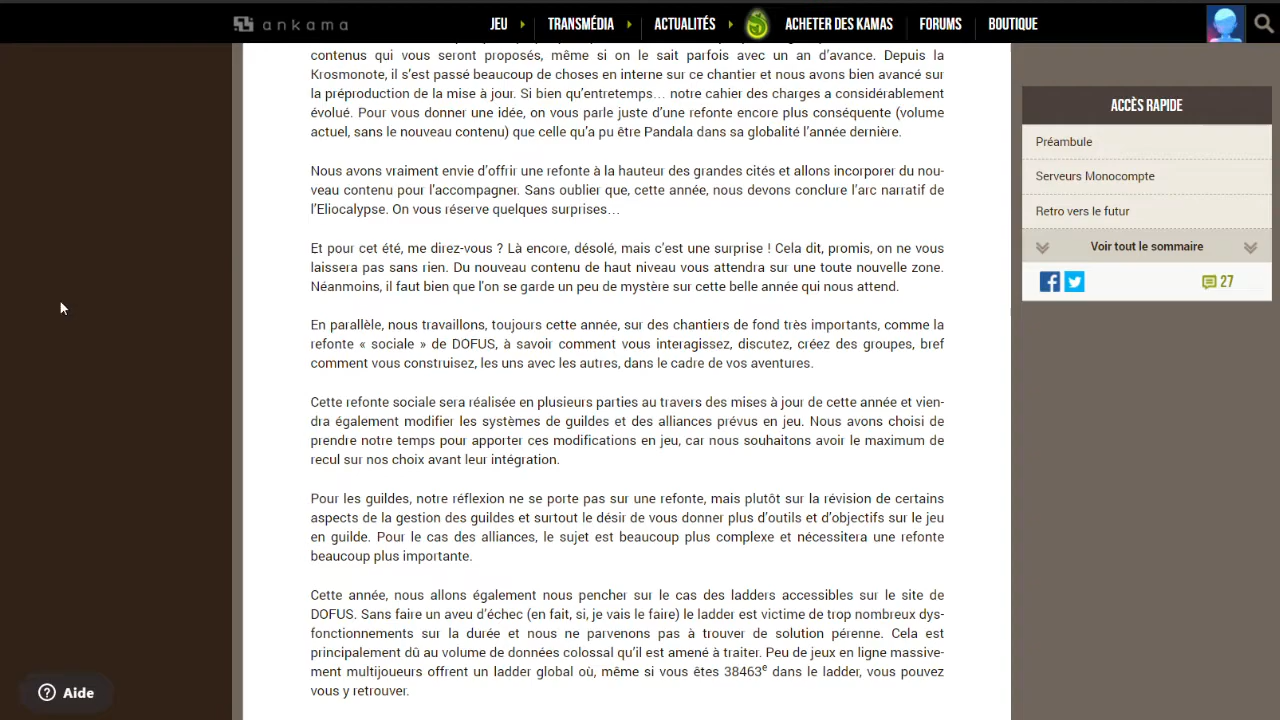 ankama
JEU
TRANSMÉDIA
ACTUALITÉS
ACHETER DES KAMAS
FORUMS
BOUTIQUE
contenus qui vous seront proposés, même si on le sait parfois avec un an d’avance. Depuis la
Krosmonote, il s’est passé beaucoup de choses en interne sur ce chantier et nous avons bien avancé sur
la préproduction de la mise à jour. Si bien qu’entretemps… notre cahier des charges a considérablement
évolué. Pour vous donner une idée, on vous parle juste d’une refonte encore plus conséquente (volume
actuel, sans le nouveau contenu) que celle qu’a pu être Pandala dans sa globalité l’année dernière.
Nous avons vraiment envie d’offrir une refonte à la hauteur des grandes cités et allons incorporer du nou-
veau contenu pour l’accompagner. Sans oublier que, cette année, nous devons conclure l’arc narratif de
l’Eliocalypse. On vous réserve quelques surprises…
Et pour cet été, me direz-vous ? Là encore, désolé, mais c’est une surprise ! Cela dit, promis, on ne vous
laissera pas sans rien. Du nouveau contenu de haut niveau vous attendra sur une toute nouvelle zone.
Néanmoins, il faut bien que l’on se garde un peu de mystère sur cette belle année qui nous attend.
En parallèle, nous travaillons, toujours cette année, sur des chantiers de fond très importants, comme la
refonte « sociale » de DOFUS, à savoir comment vous interagissez, discutez, créez des groupes, bref
comment vous construisez, les uns avec les autres, dans le cadre de vos aventures.
Cette refonte sociale sera réalisée en plusieurs parties au travers des mises à jour de cette année et vien-
dra également modifier les systèmes de guildes et des alliances prévus en jeu. Nous avons choisi de
prendre notre temps pour apporter ces modifications en jeu, car nous souhaitons avoir le maximum de
recul sur nos choix avant leur intégration.
Pour les guildes, notre réflexion ne se porte pas sur une refonte, mais plutôt sur la révision de certains
aspects de la gestion des guildes et surtout le désir de vous donner plus d’outils et d’objectifs sur le jeu
en guilde. Pour le cas des alliances, le sujet est beaucoup plus complexe et nécessitera une refonte
beaucoup plus importante.
Cette année, nous allons également nous pencher sur le cas des ladders accessibles sur le site de
DOFUS. Sans faire un aveu d’échec (en fait, si, je vais le faire) le ladder est victime de trop nombreux dys-
fonctionnements sur la durée et nous ne parvenons pas à trouver de solution pérenne. Cela est
principalement dû au volume de données colossal qu’il est amené à traiter. Peu de jeux en ligne massive-
ment multijoueurs offrent un ladder global où, même si vous êtes 38463e dans le ladder, vous pouvez
vous y retrouver.
ACCÈS RAPIDE
Préambule
Serveurs Monocompte
Retro vers le futur
Voir tout le sommaire
27
Aide